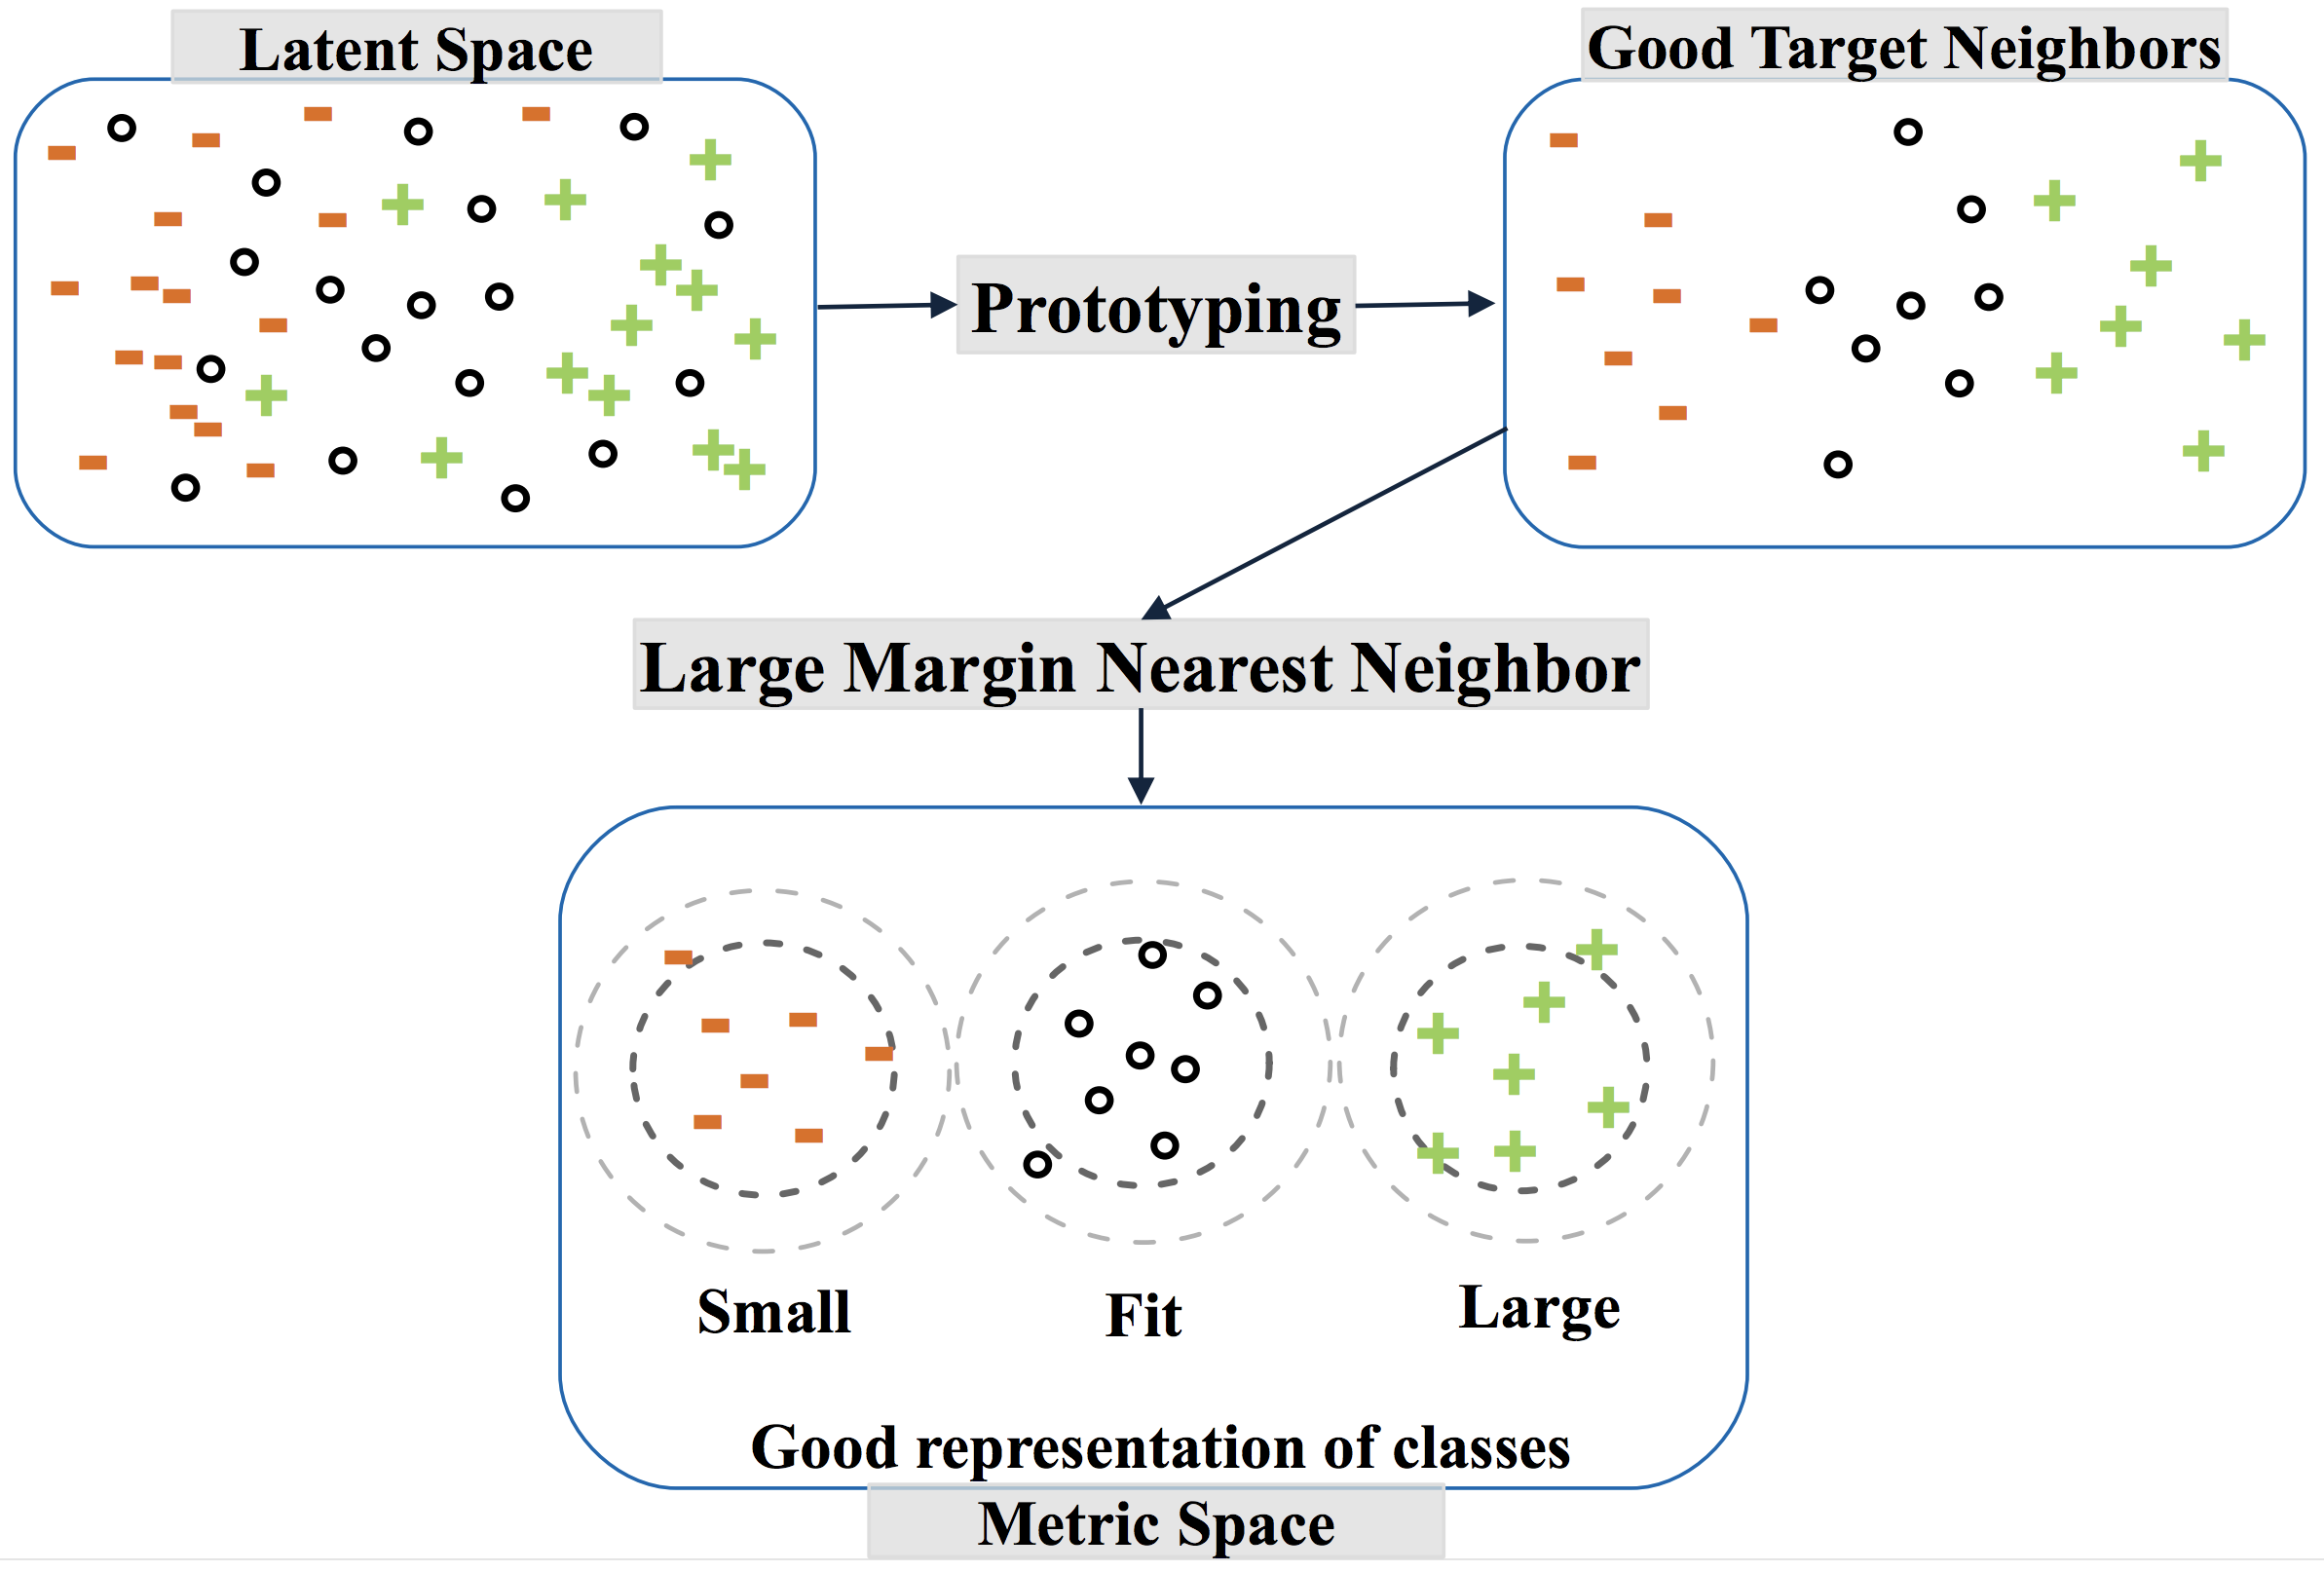 Latent Space
Good Target Neighbors
Prototyping
Large Margin Nearest Neighbor
Small
Fit
Large
Good representation of classes
Metric Space